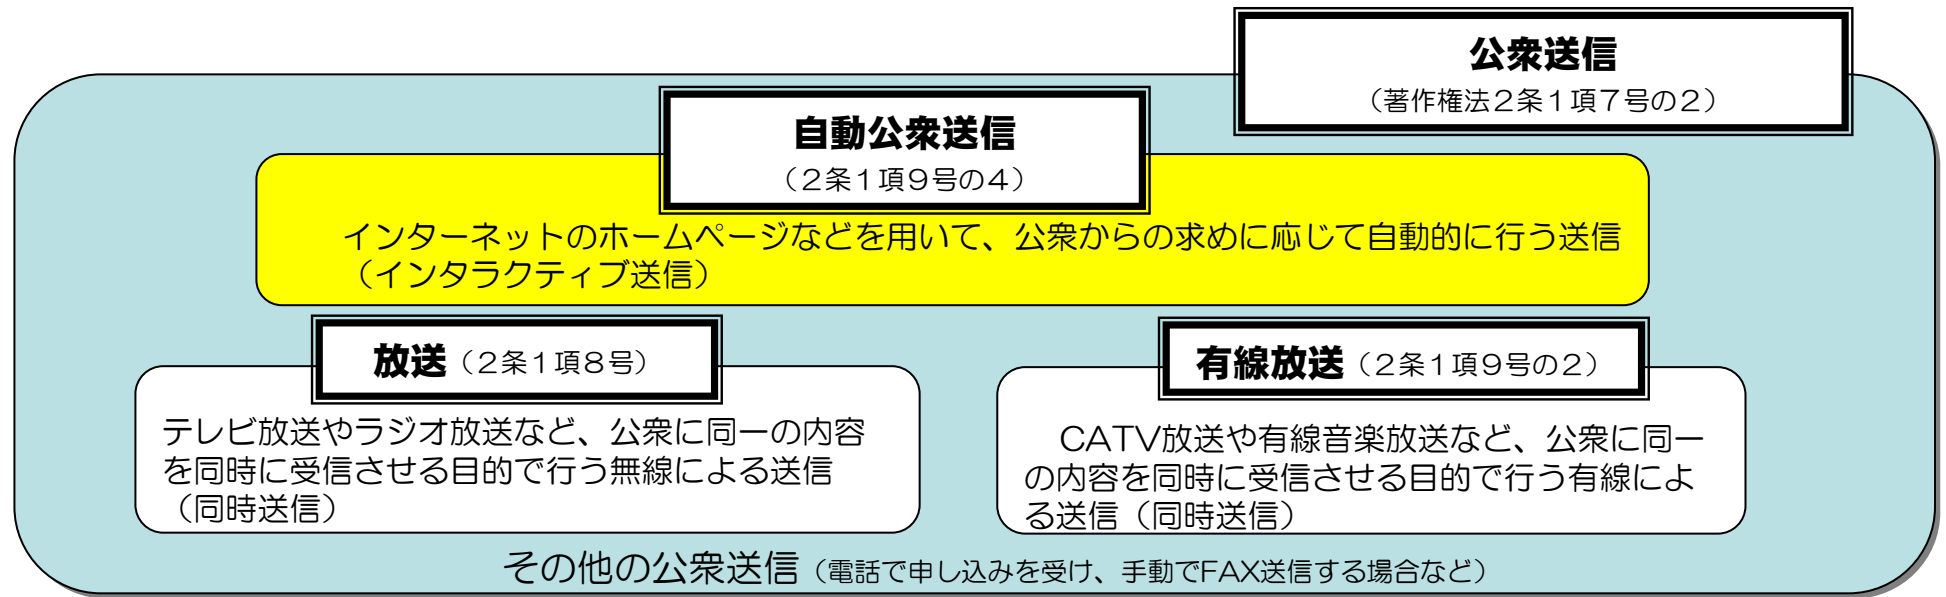 公衆送信
（著作権法２条１項７号の２）
自動公衆送信
（２条１項９号の４）
インターネットのホームページなどを用いて、公衆からの求めに応じて自動的に行う送信
（インタラクティブ送信）
放送（２条１項８号）
テレビ放送やラジオ放送など、公衆に同一の内容
を同時に受信させる目的で行う無線による送信
（同時送信）
有線放送（２条１項９号の２）
CATV放送や有線音楽放送など、公衆に同一
の内容を同時に受信させる目的で行う有線によ
る送信（同時送信）
その他の公衆送信（電話で申し込みを受け、手動でFAX送信する場合など）